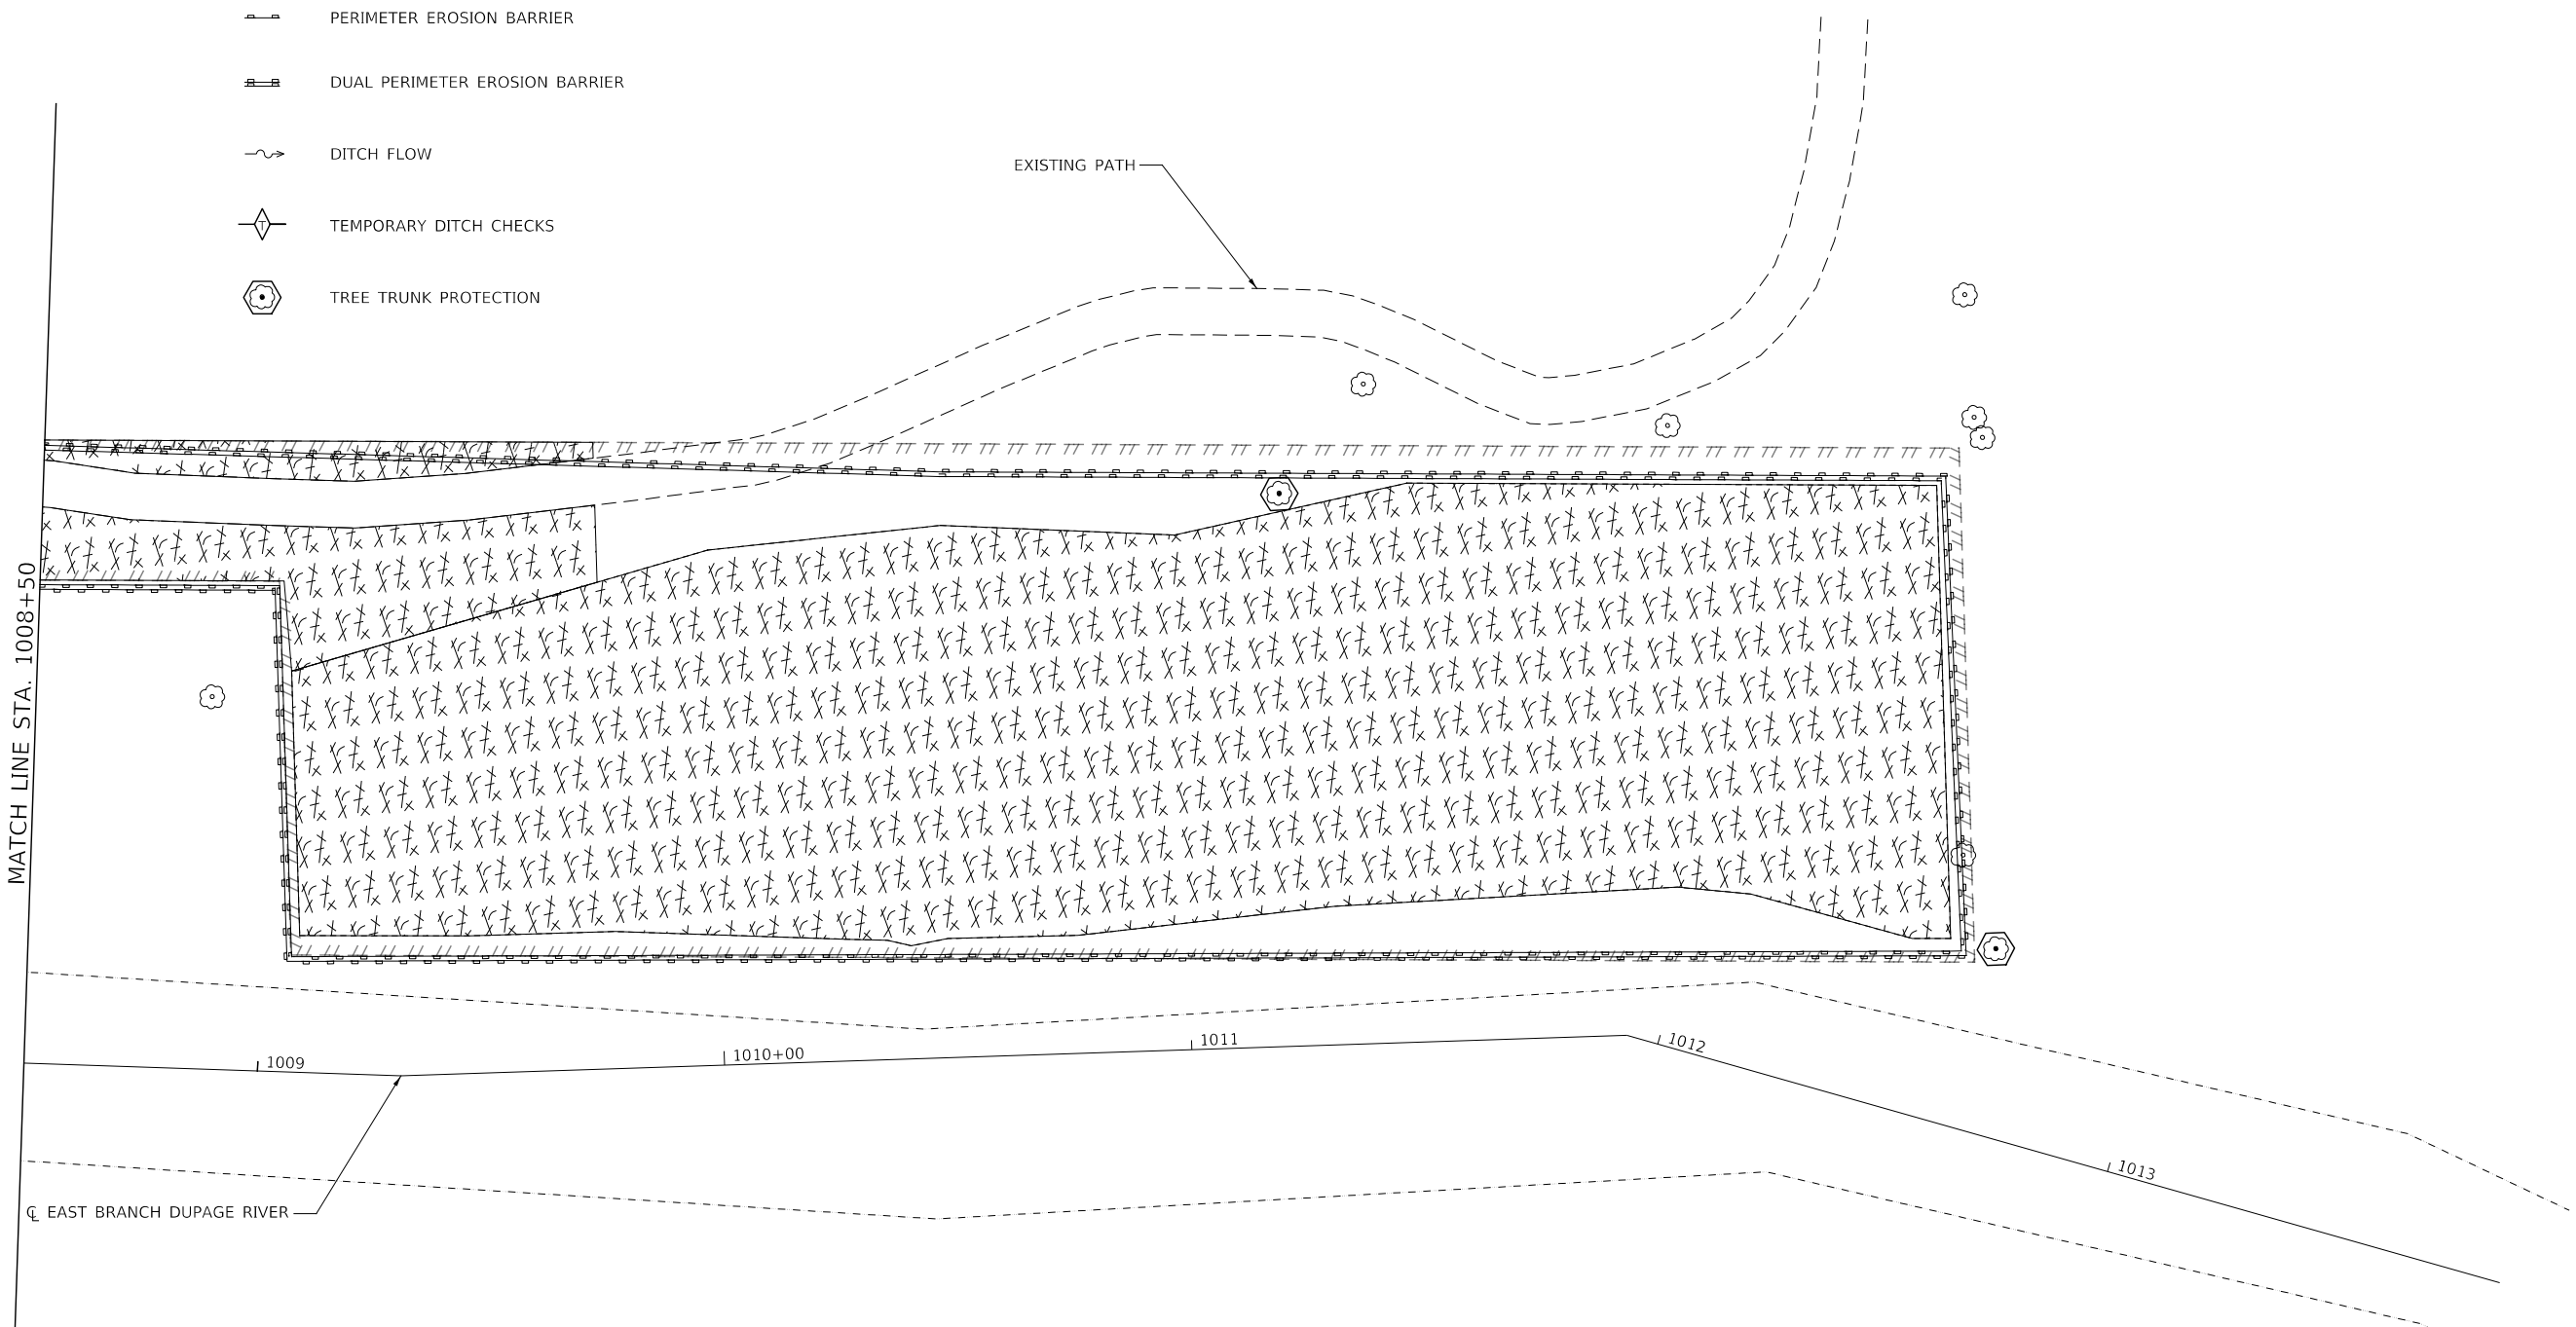 PERIMETER EROSION BARRIER
DUAL PERIMETER EROSION BARRIER
DITCH FLOW
EXISTING PATH
T
TEMPORARY DITCH CHECKS
TREE TRUNK PROTECTION
MATCH LINE STA. 1008+50
1009
1010+00
1011
1012
1013
℄ EAST BRANCH DUPAGE RIVER